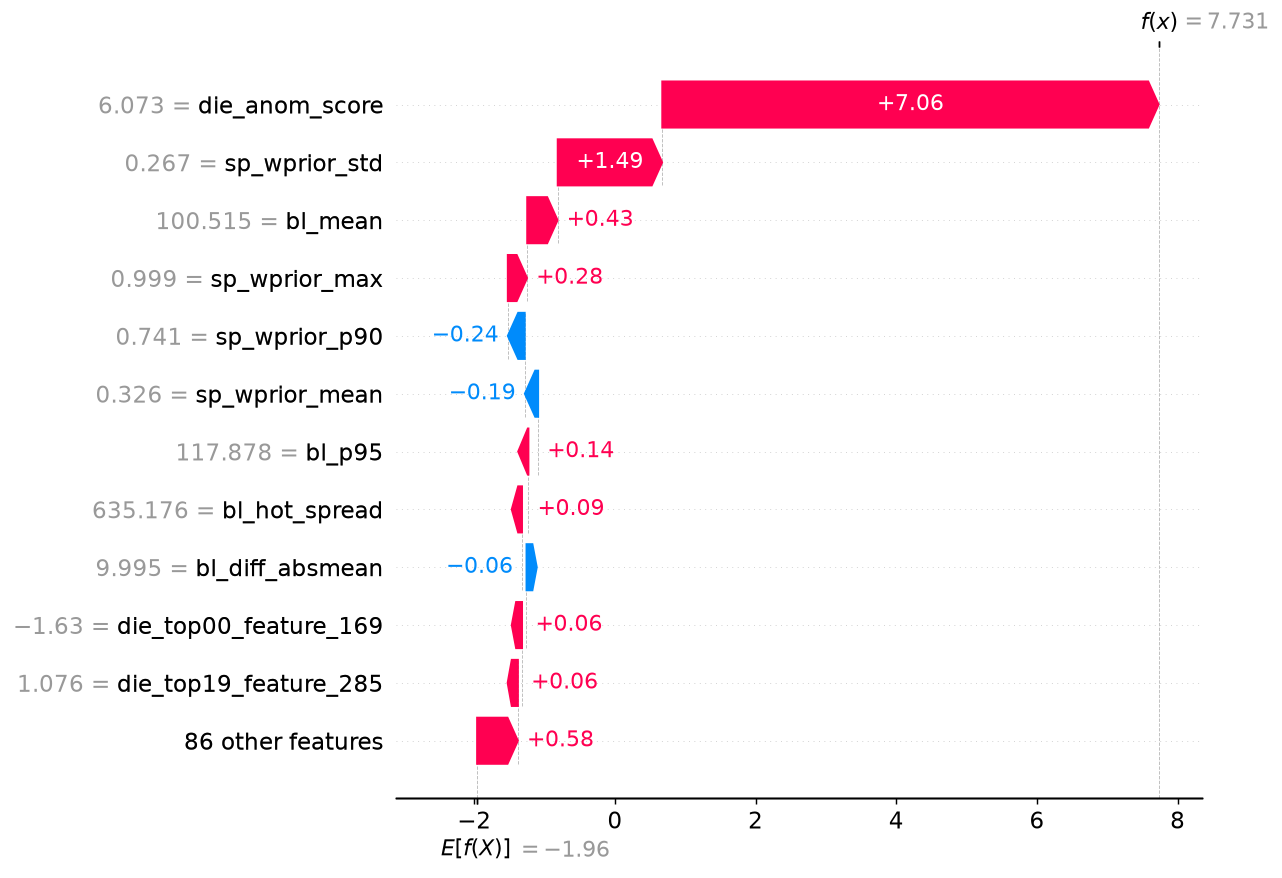 f(x) = 7.731
6.073 = die_anom_score +7.06
0.267 = sp_wprior_std +1.49
100.515 = bl_mean +0.43
0.999 = sp_wprior_max +0.28
0.741 = sp_wprior_p90 −0.24
0.326 = sp_wprior_mean −0.19
117.878 = bl_p95 +0.14
635.176 = bl_hot_spread +0.09
9.995 = bl_diff_absmean −0.06
−1.63 = die_top00_feature_169 +0.06
1.076 = die_top19_feature_285 +0.06
86 other features +0.58
−2 0 2 4 6 8
E[f(X)] = −1.96